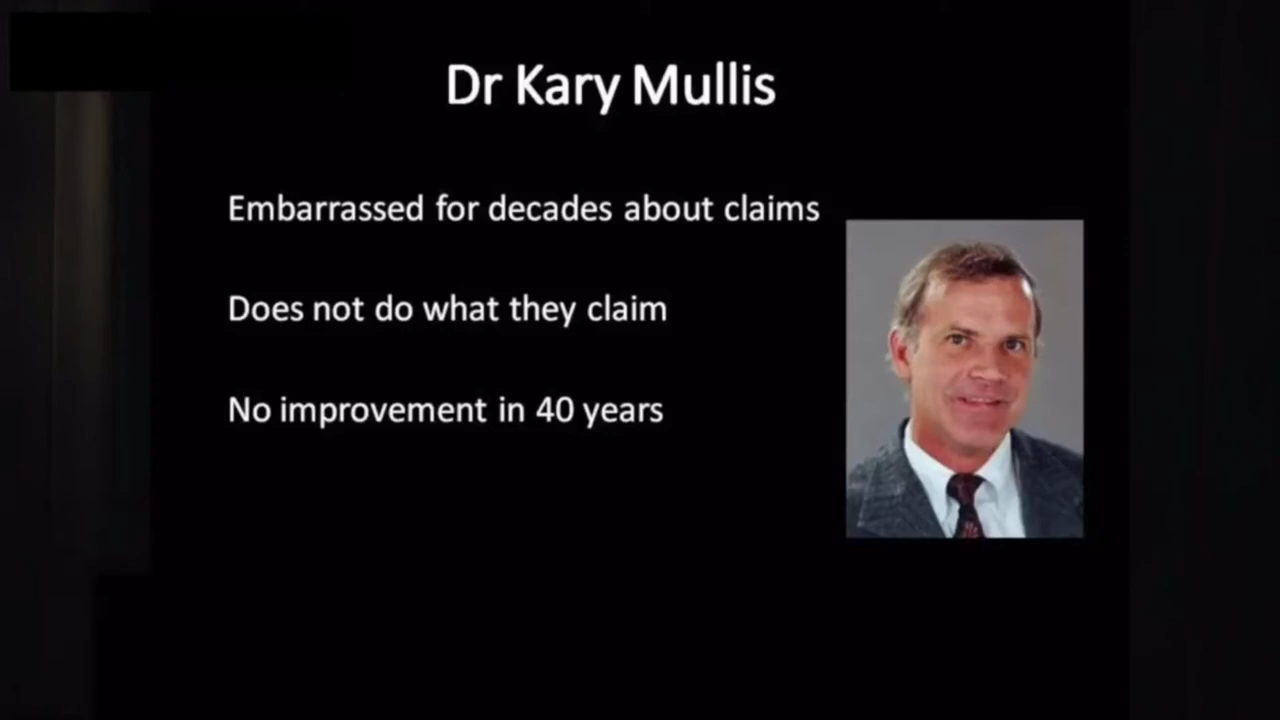 Dr Kary Mullis
Embarrassed for decades about claims
Does not do what they claim
No improvement in 40 years